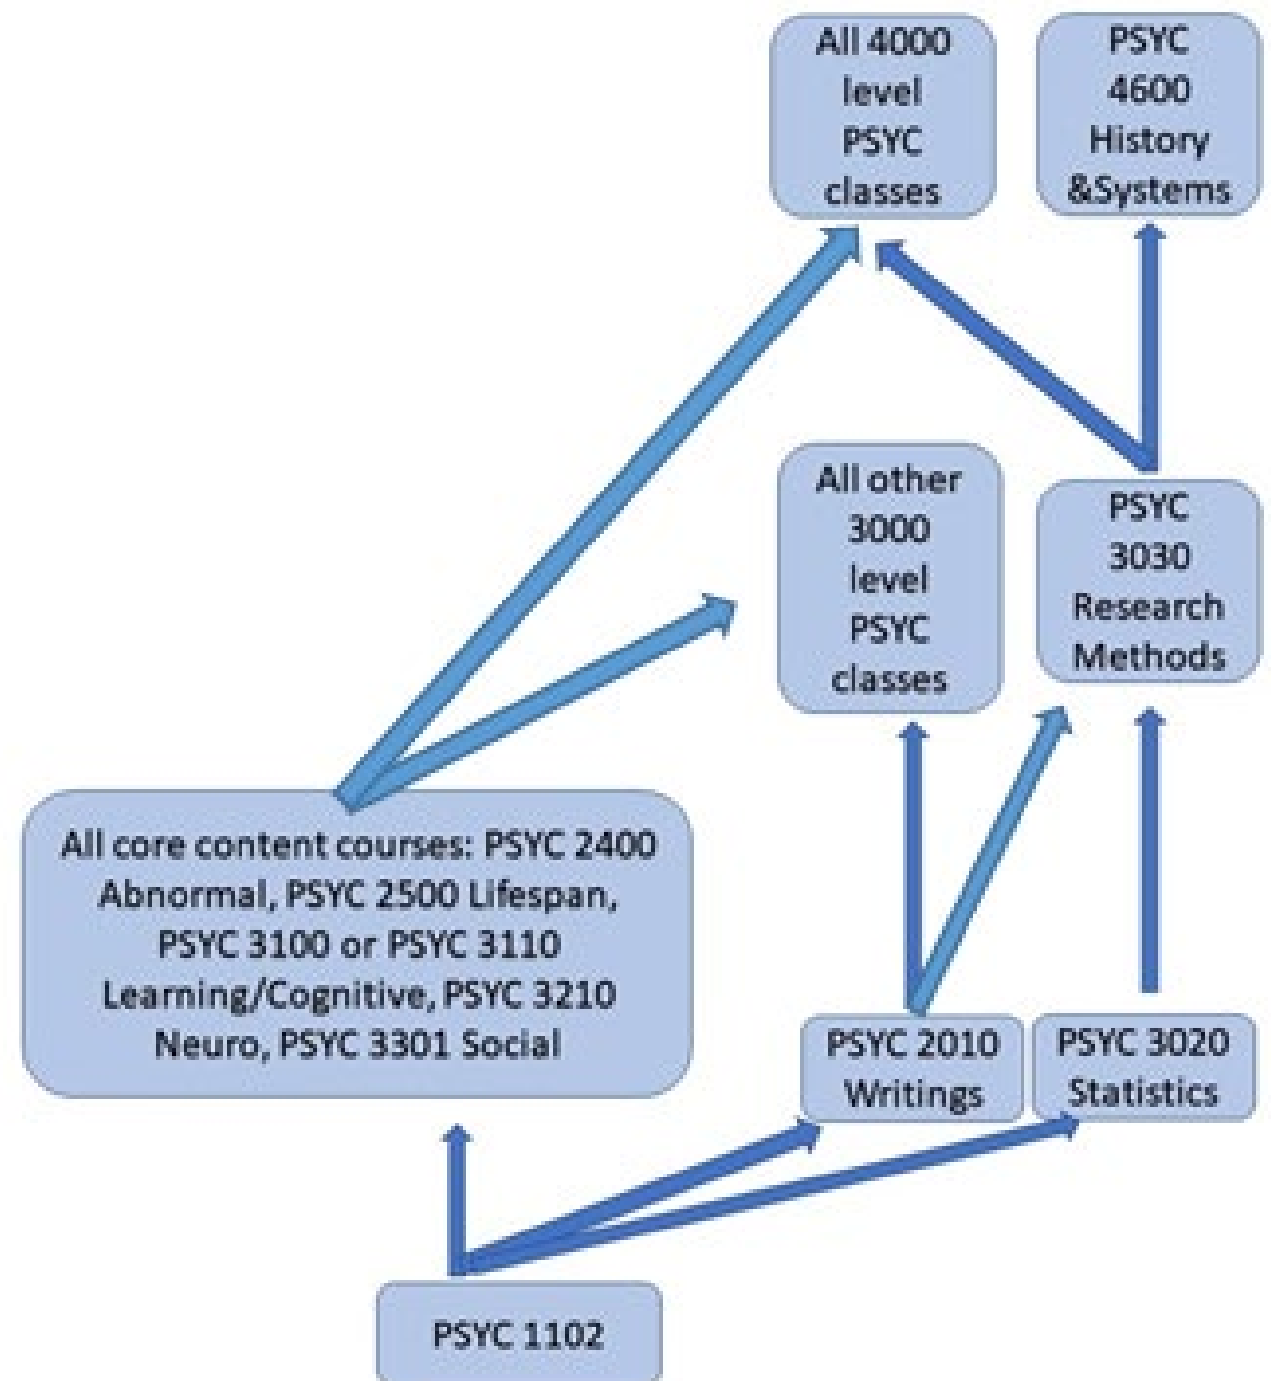 All 4000
level
PSYC
classes
PSYC
4600
History
&Systems
All other
3000
level
PSYC
classes
PSYC
3030
Research
Methods
All core content courses: PSYC 2400
Abnormal, PSYC 2500 Lifespan,
PSYC 3100 or PSYC 3110
Learning/Cognitive, PSYC 3210
Neuro, PSYC 3301 Social
PSYC 2010
Writings
PSYC 3020
Statistics
PSYC 1102